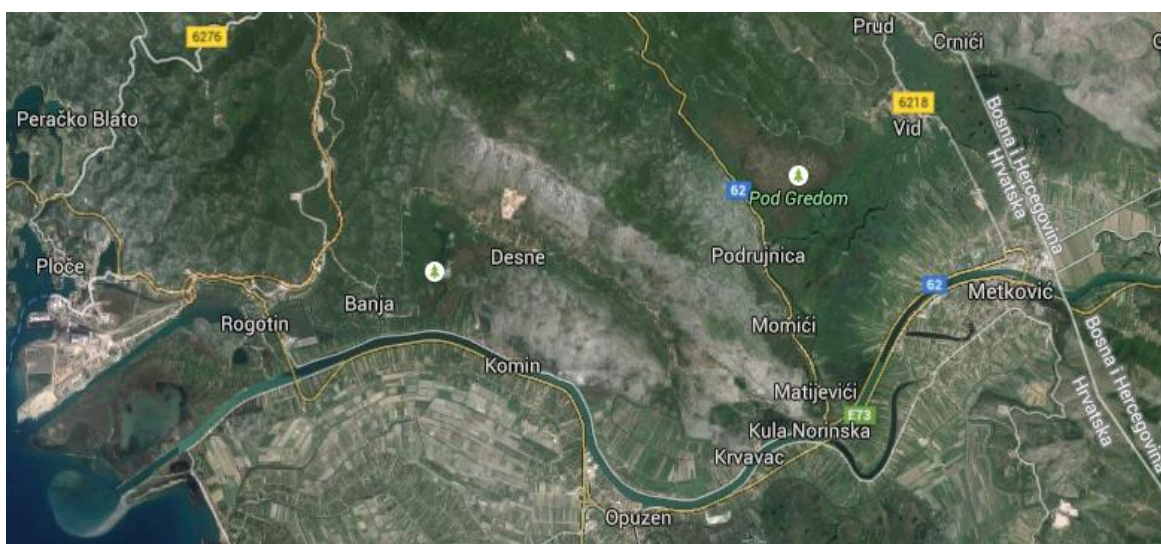 6276
Prud
Crnići
Peračko Blato
6218
Vid
Bosna i Hercegovina
Hrvatska
62
Pod Gredom
Desne
Podrujnica
Ploče
62
Metković
Banja
Rogotin
Momići
Komin
Bosna i Hercegovina
Hrvatska
Matijevići
E73
Kula Norinska
Krvavac
Opuzen